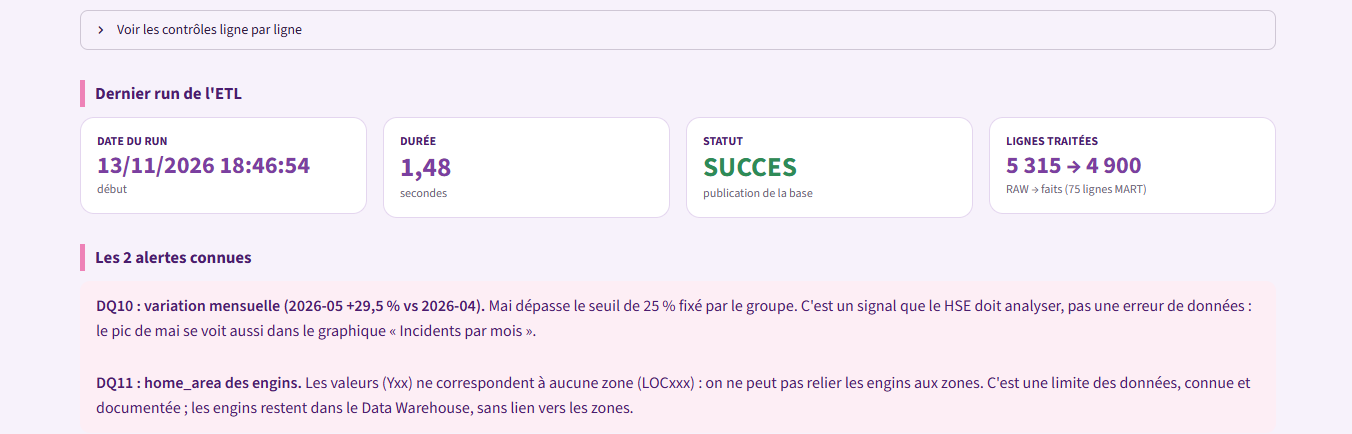 Voir les contrôles ligne par ligne
Dernier run de l'ETL
DATE DU RUN
13/11/2026 18:46:54
début
DURÉE
1,48
secondes
STATUT
SUCCES
publication de la base
LIGNES TRAITÉES
5 315 → 4 900
RAW → faits (75 lignes MART)
Les 2 alertes connues
DQ10 : variation mensuelle (2026-05 +29,5 % vs 2026-04). Mai dépasse le seuil de 25 % fixé par le groupe. C'est un signal que le HSE doit analyser, pas une erreur de données :
le pic de mai se voit aussi dans le graphique « Incidents par mois ».
DQ11 : home_area des engins. Les valeurs (Yxx) ne correspondent à aucune zone (LOCxxx) : on ne peut pas relier les engins aux zones. C'est une limite des données, connue et
documentée ; les engins restent dans le Data Warehouse, sans lien vers les zones.